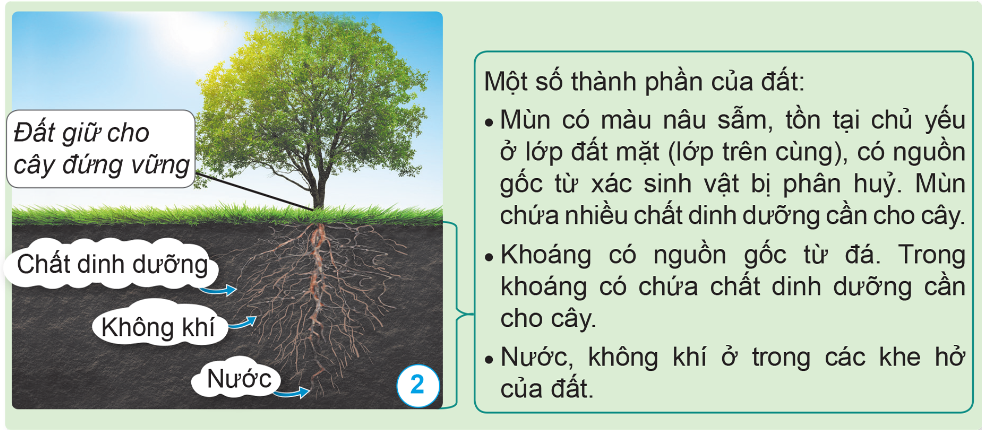 Đất giữ cho
cây đứng vững
Chất dinh dưỡng
Không khí
Nước
2
Một số thành phần của đất:
• Mùn có màu nâu sẫm, tồn tại chủ yếu
ở lớp đất mặt (lớp trên cùng), có nguồn
gốc từ xác sinh vật bị phân huỷ. Mùn
chứa nhiều chất dinh dưỡng cần cho cây.
• Khoáng có nguồn gốc từ đá. Trong
khoáng có chứa chất dinh dưỡng cần
cho cây.
• Nước, không khí ở trong các khe hở
của đất.